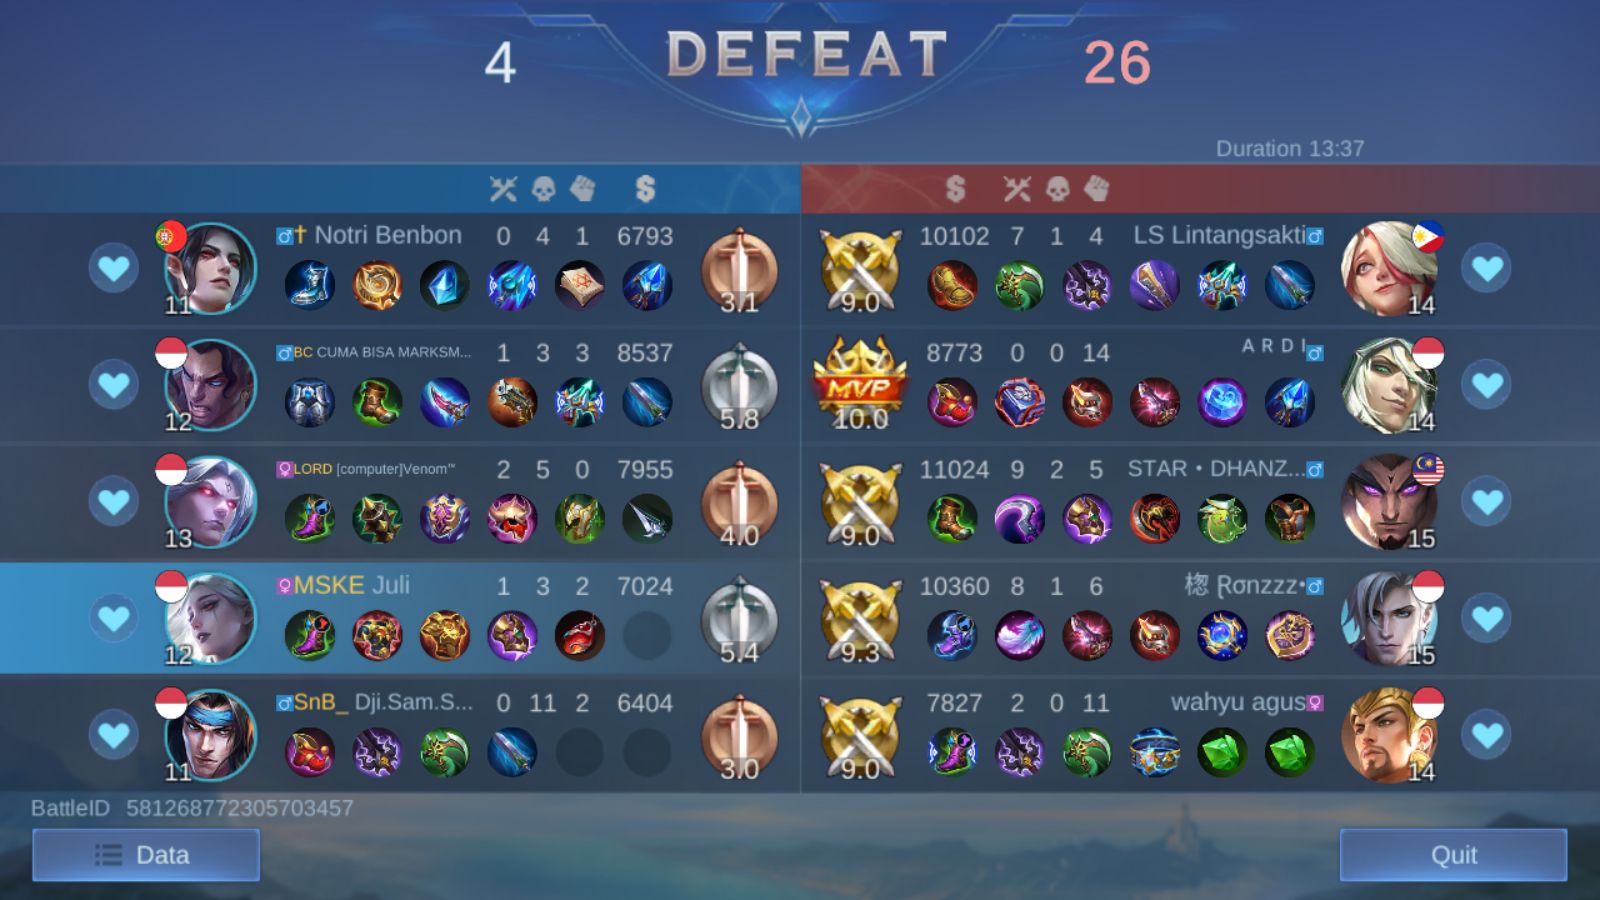 4 DEFEAT 26
Duration 13:37
Notri Benbon 0 4 1 6793
11 3.1
10102 7 1 4 LS Lintangsakti
9.0 14
BC CUMA BISA MARKSM... 1 3 3 8537
12 5.8
8773 0 0 14 A R D I
MVP
10.0 14
LORD [computer]Venom™ 2 5 0 7955
13 4.0
11024 9 2 5 STAR • DHANZ...
9.0 15
MSKE Juli 1 3 2 7024
12 5.4
10360 8 1 6 Ɽσnzzz•
9.3 15
SnB_ Dji.Sam.S... 0 11 2 6404
11 3.0
7827 2 0 11 wahyu agus
9.0 14
BattleID 581268772305703457
Data
Quit